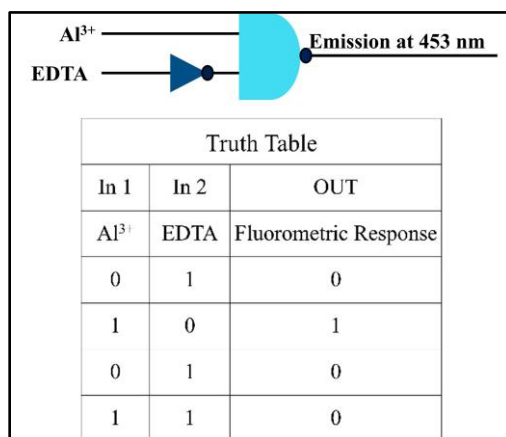 Al³⁺
Emission at 453 nm
EDTA
Truth Table
In 1 In 2 OUT
Al³⁺ EDTA Fluorometric Response
0 1 0
1 0 1
0 1 0
1 1 0